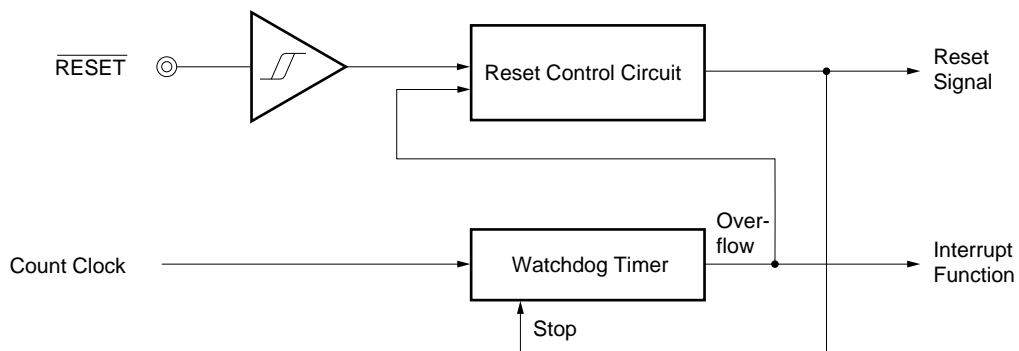 RESET
Reset Control Circuit
Reset
Signal
Over-
flow
Count Clock
Watchdog Timer
Interrupt
Function
Stop